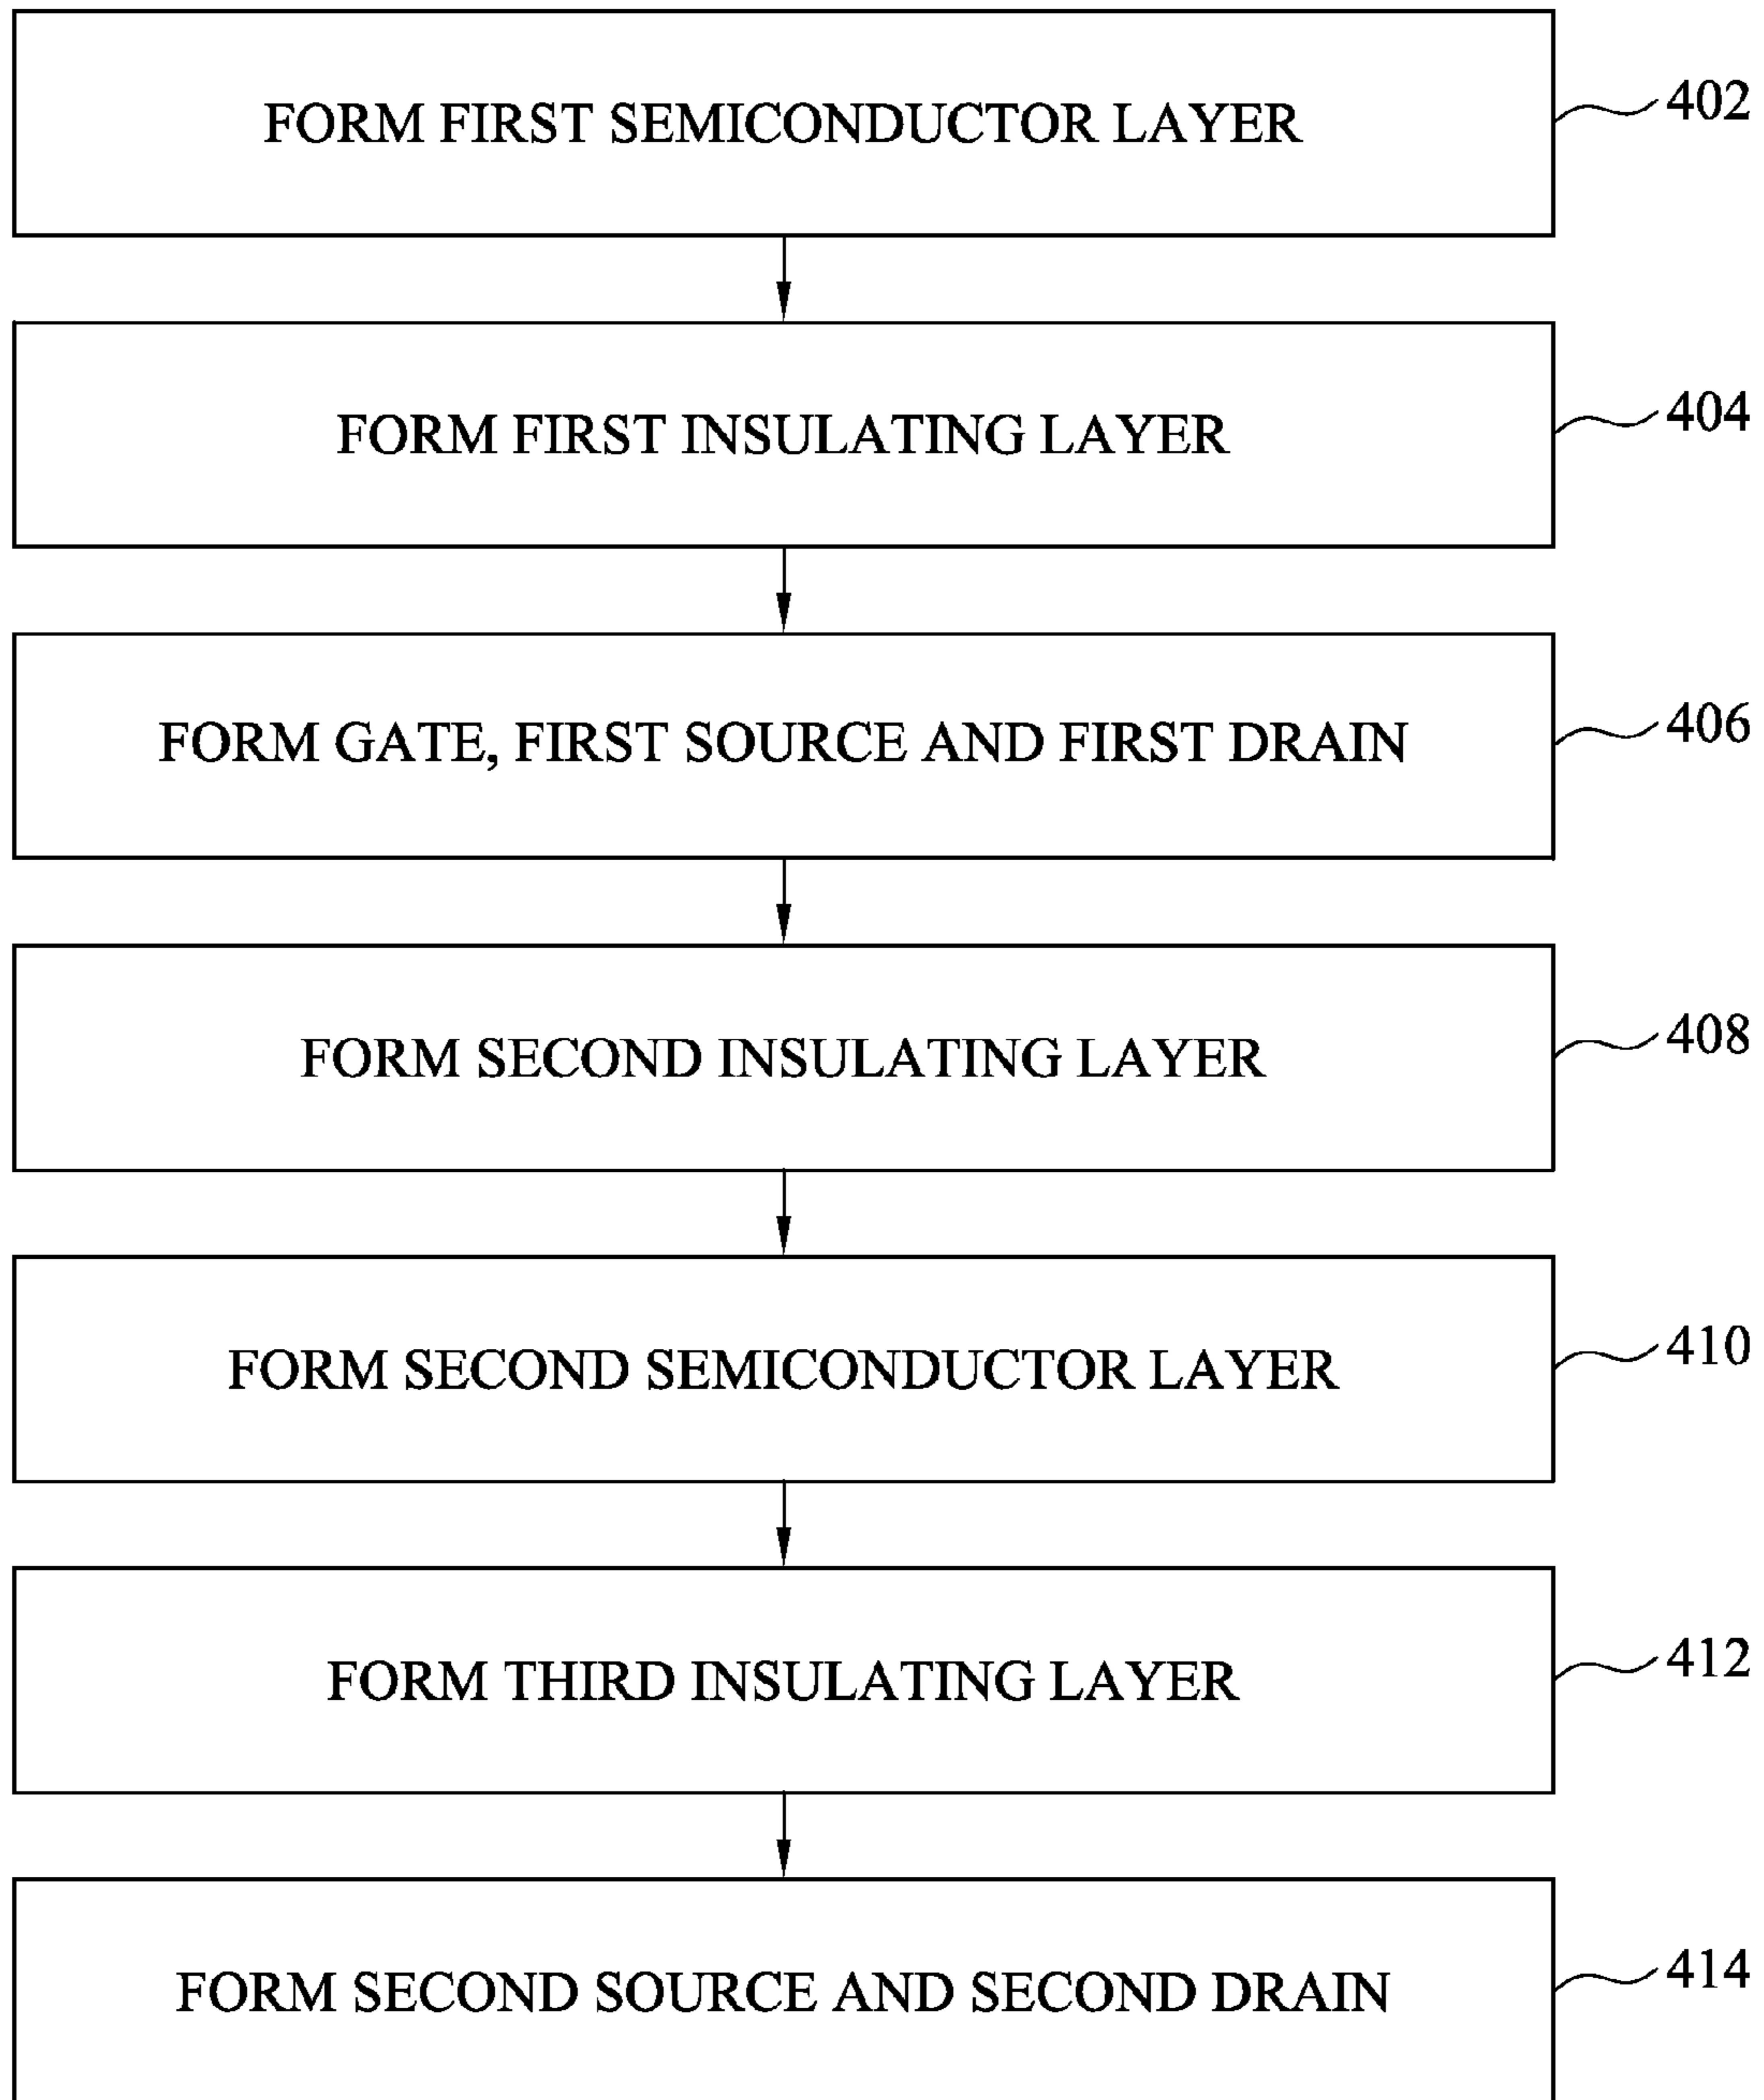 FORM FIRST SEMICONDUCTOR LAYER
402
FORM FIRST INSULATING LAYER
404
FORM GATE, FIRST SOURCE AND FIRST DRAIN
406
FORM SECOND INSULATING LAYER
408
FORM SECOND SEMICONDUCTOR LAYER
410
FORM THIRD INSULATING LAYER
412
FORM SECOND SOURCE AND SECOND DRAIN
414